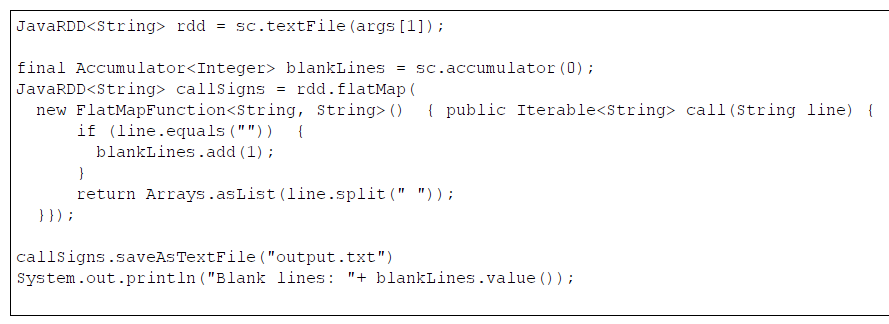 JavaRDD<String> rdd = sc.textFile(args[1]);
final Accumulator<Integer> blankLines = sc.accumulator(0);
JavaRDD<String> callSigns = rdd.flatMap(
  new FlatMapFunction<String, String>()  { public Iterable<String> call(String line) {
      if (line.equals(""))  {
        blankLines.add(1);
      }
      return Arrays.asList(line.split(" "));
  }});
callSigns.saveAsTextFile("output.txt")
System.out.println("Blank lines: "+ blankLines.value());